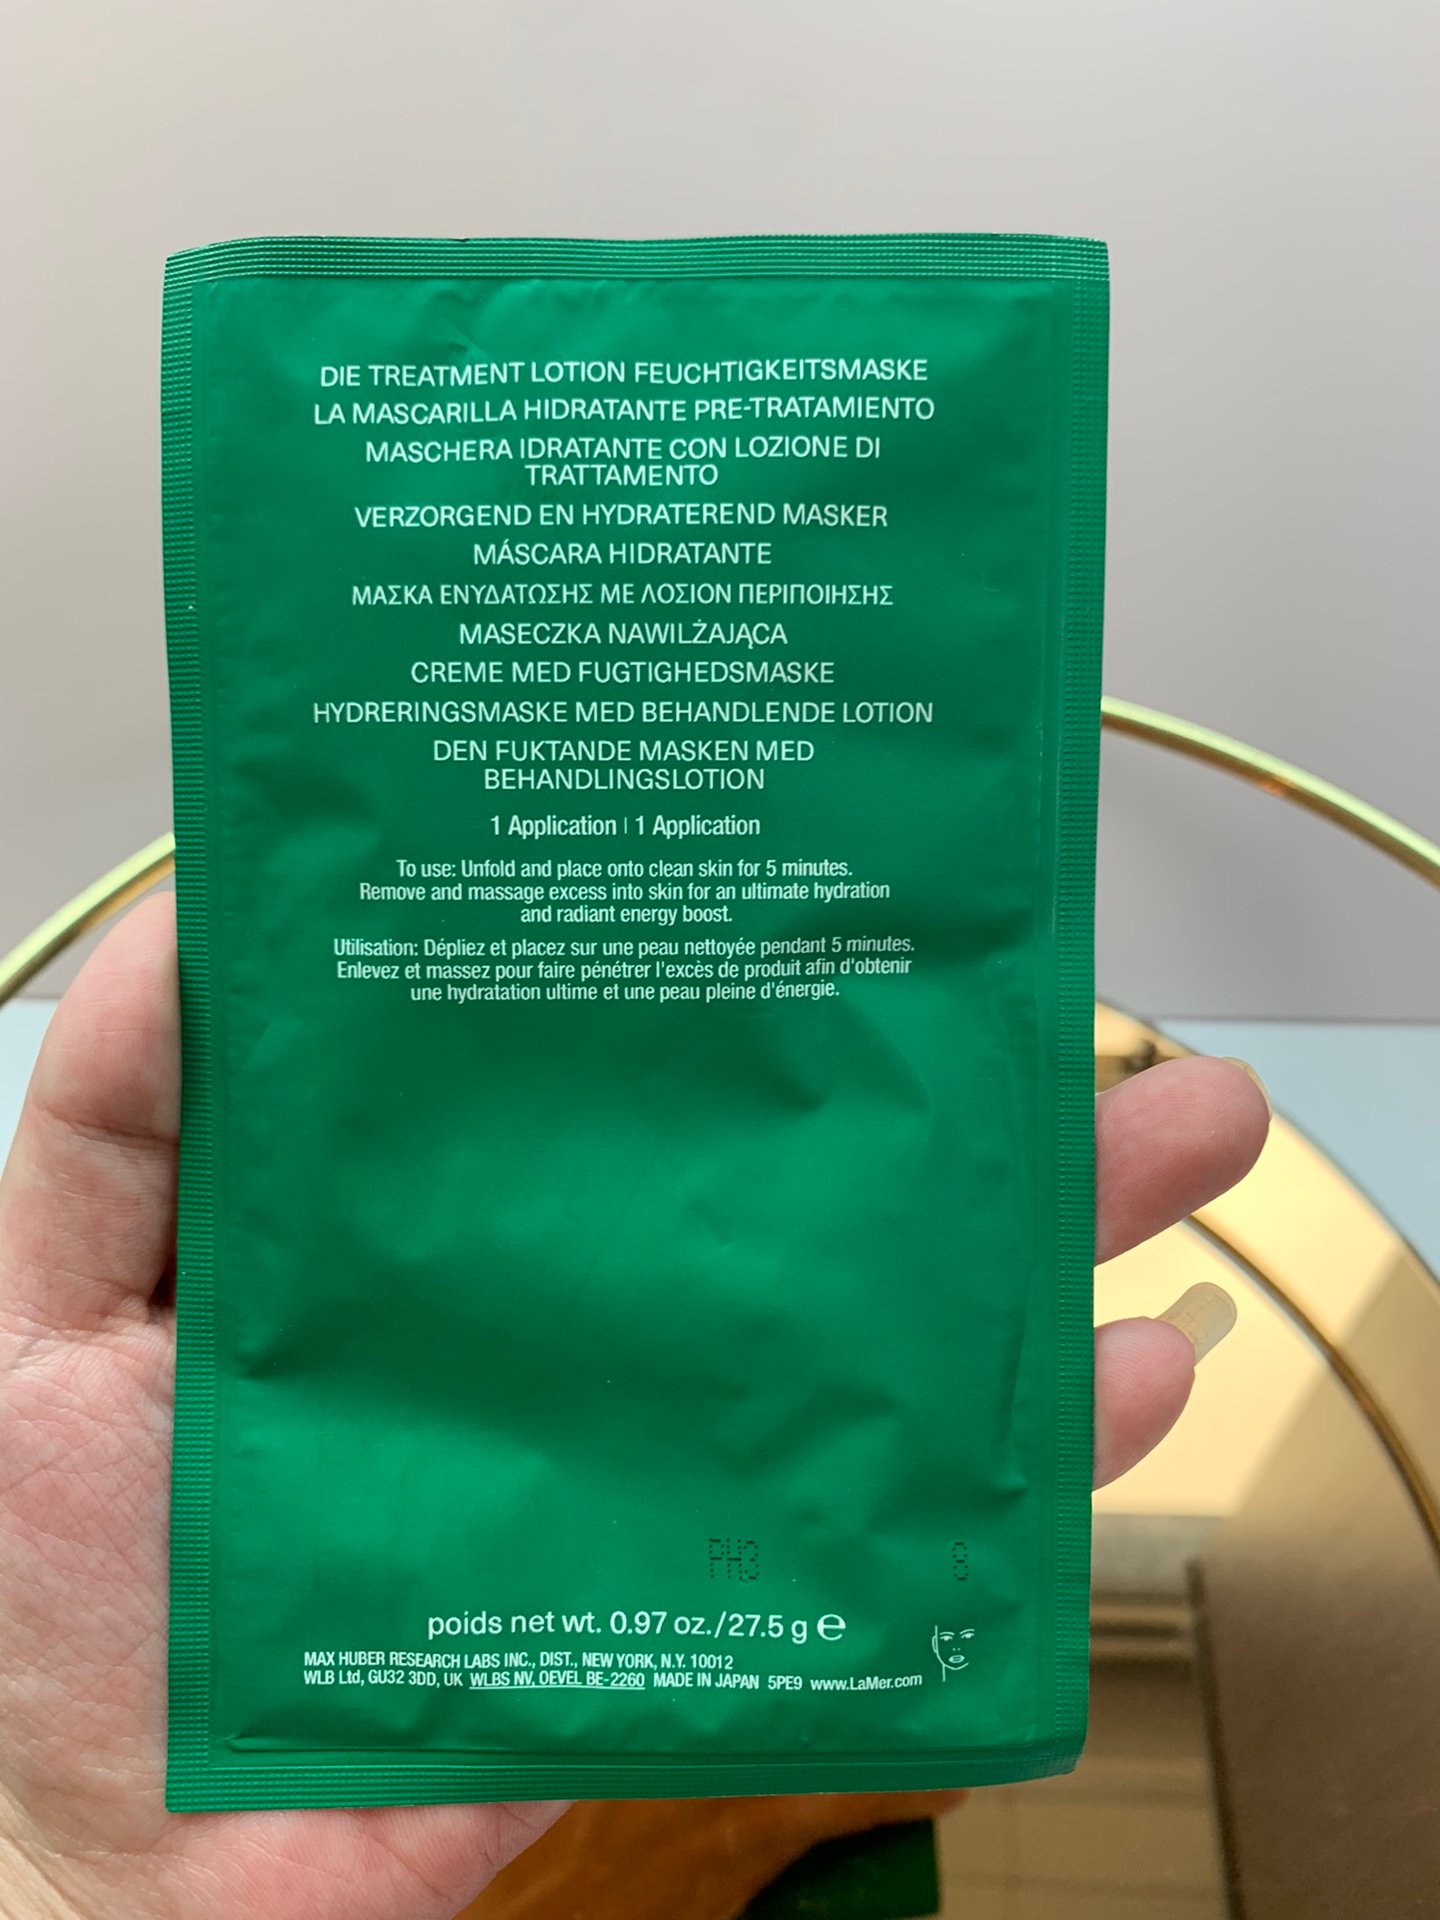 DIE TREATMENT LOTION FEUCHTIGKEITSMASKE
LA MASCARILLA HIDRATANTE PRE-TRATAMIENTO
MASCHERA IDRATANTE CON LOZIONE DI
TRATTAMENTO
VERZORGEND EN HYDRATEREND MASKER
MÁSCARA HIDRATANTE
ΜΑΣΚΑ ΕΝΥΔΑΤΩΣΗΣ ΜΕ ΛΟΣΙΟΝ ΠΕΡΙΠΟΙΗΣΗΣ
MASECZKA NAWILŻAJĄCA
CREME MED FUGTIGHEDSMASKE
HYDRERINGSMASKE MED BEHANDLENDE LOTION
DEN FUKTANDE MASKEN MED
BEHANDLINGSLOTION
1 Application | 1 Application
To use: Unfold and place onto clean skin for 5 minutes.
Remove and massage excess into skin for an ultimate hydration
and radiant energy boost.
Utilisation: Dépliez et placez sur une peau nettoyée pendant 5 minutes.
Enlevez et massez pour faire pénétrer l'excès de produit afin d'obtenir
une hydratation ultime et une peau pleine d'énergie.
PH3 8
poids net wt. 0.97 oz./27.5 g ℮
MAX HUBER RESEARCH LABS INC., DIST., NEW YORK, N.Y. 10012
WLB Ltd, GU32 3DD, UK WLBS NV, OEVEL BE-2260 MADE IN JAPAN 5PE9 www.LaMer.com